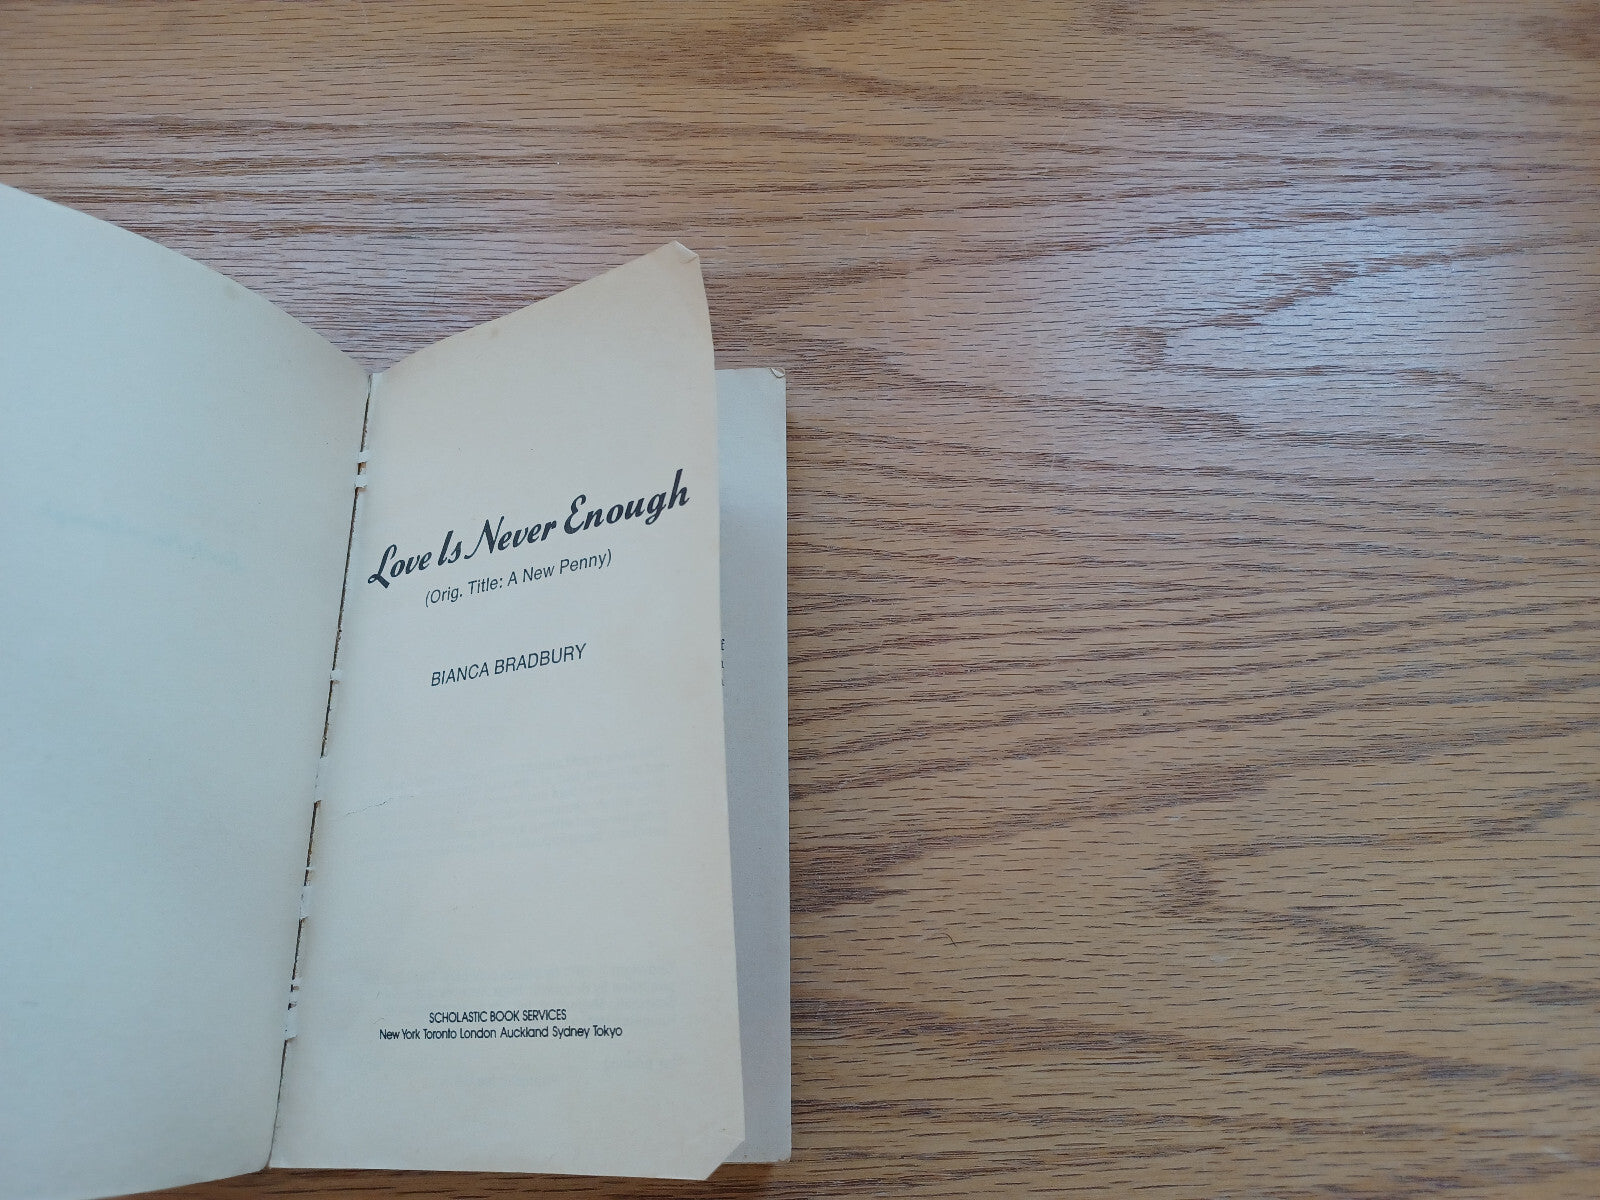 Love Is Never Enough
(Orig. Title: A New Penny)
BIANCA BRADBURY
SCHOLASTIC BOOK SERVICES
New York Toronto London Auckland Sydney Tokyo